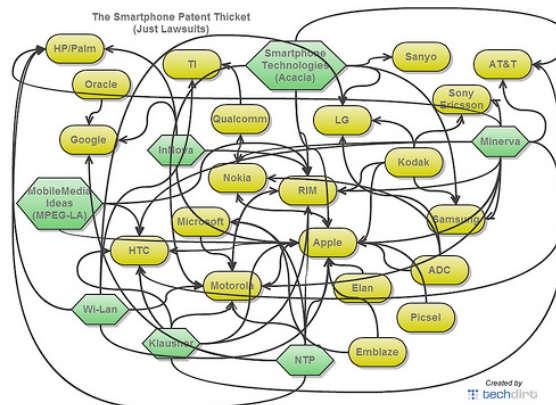 The Smartphone Patent Thicket
(Just Lawsuits)
HP/Palm
TI
Smartphone
Technologies
(Acacia)
Sanyo
AT&T
Oracle
Sony
Ericsson
Google
Qualcomm
LG
InNova
Minerva
Kodak
MobileMedia
Ideas
(MPEG-LA)
Nokia
RIM
Microsoft
Samsung
HTC
Apple
ADC
Motorola
Elan
Wi-Lan
Picsel
Klausner
NTP
Emblaze
Created by
techdirt